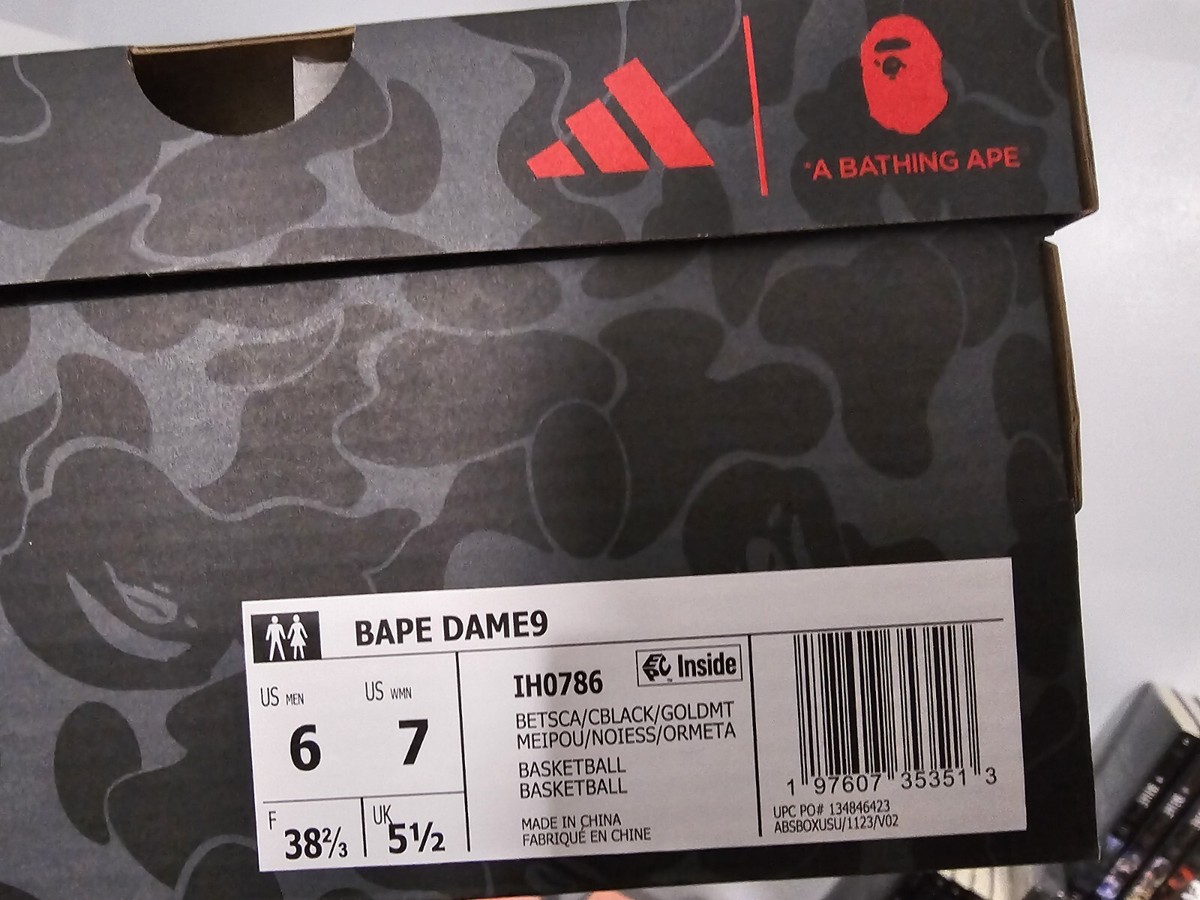 *A BATHING APE®
BAPE DAME9
US MEN
6
US WMN
7
F
38⅔
UK
5½
IH0786
Inside
BETSCA/CBLACK/GOLDMT
MEIPOU/NOIESS/ORMETA
BASKETBALL
BASKETBALL
MADE IN CHINA
FABRIQUÉ EN CHINE
1 97607 35351 3
UPC PO# 134846423
ABSBOXUSU/1123/V02